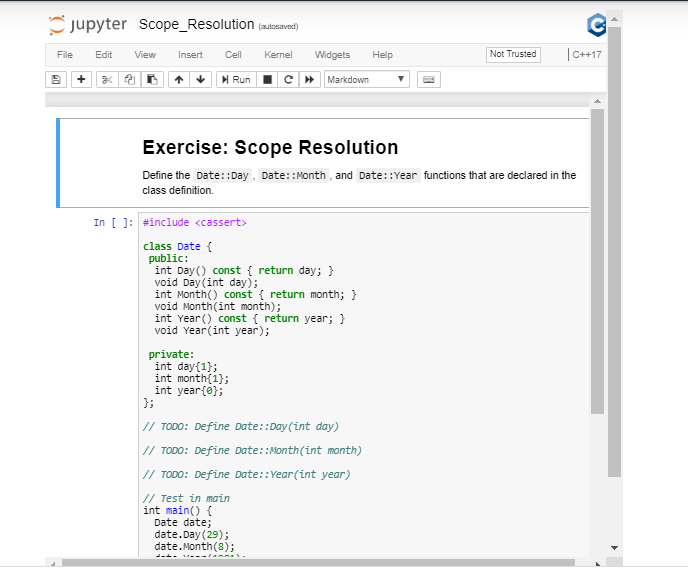 jupyter Scope_Resolution (autosaved)
File Edit View Insert Cell Kernel Widgets Help Not Trusted C++17
Run Markdown
Exercise: Scope Resolution
Define the Date::Day , Date::Month , and Date::Year functions that are declared in the
class definition.
In [ ]: #include <cassert>
class Date {
public:
int Day() const { return day; }
void Day(int day);
int Month() const { return month; }
void Month(int month);
int Year() const { return year; }
void Year(int year);
private:
int day{1};
int month{1};
int year{0};
};
// TODO: Define Date::Day(int day)
// TODO: Define Date::Month(int month)
// TODO: Define Date::Year(int year)
// Test in main
int main() {
Date date;
date.Day(29);
date.Month(8);